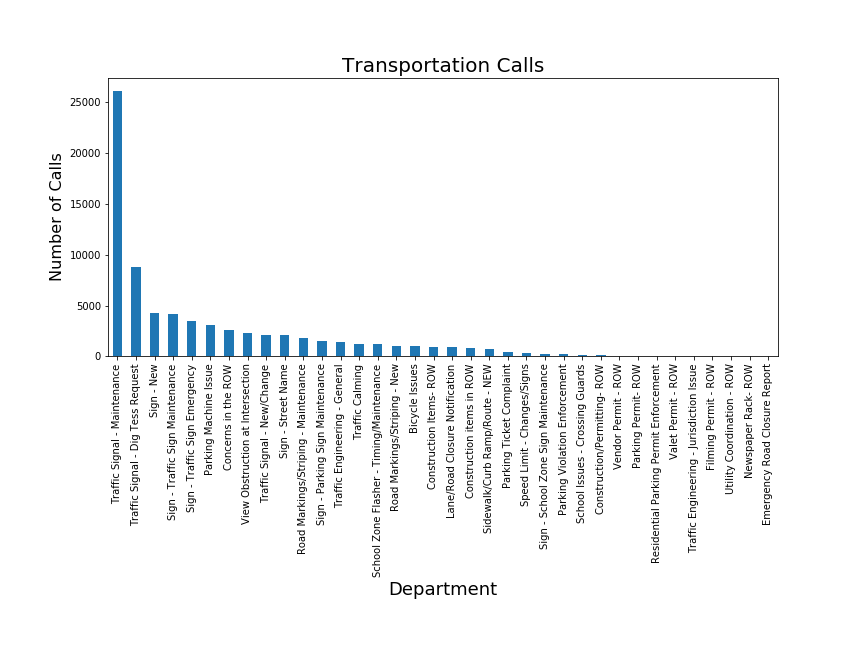 Transportation Calls
Number of Calls
25000
20000
15000
10000
5000
0
Traffic Signal - Maintenance
Traffic Signal - Dig Tess Request
Sign - New
Sign - Traffic Sign Maintenance
Sign - Traffic Sign Emergency
Parking Machine Issue
Concerns in the ROW
View Obstruction at Intersection
Traffic Signal - New/Change
Sign - Street Name
Road Markings/Striping - Maintenance
Sign - Parking Sign Maintenance
Traffic Engineering - General
Traffic Calming
School Zone Flasher - Timing/Maintenance
Road Markings/Striping - New
Bicycle Issues
Construction Items- ROW
Lane/Road Closure Notification
Construction items in ROW
Sidewalk/Curb Ramp/Route - NEW
Parking Ticket Complaint
Speed Limit - Changes/Signs
Sign - School Zone Sign Maintenance
Parking Violation Enforcement
School Issues - Crossing Guards
Construction/Permitting- ROW
Vendor Permit - ROW
Parking Permit- ROW
Residential Parking Permit Enforcement
Valet Permit - ROW
Traffic Engineering - Jurisdiction Issue
Filming Permit - ROW
Utility Coordination - ROW
Newspaper Rack- ROW
Emergency Road Closure Report
Department